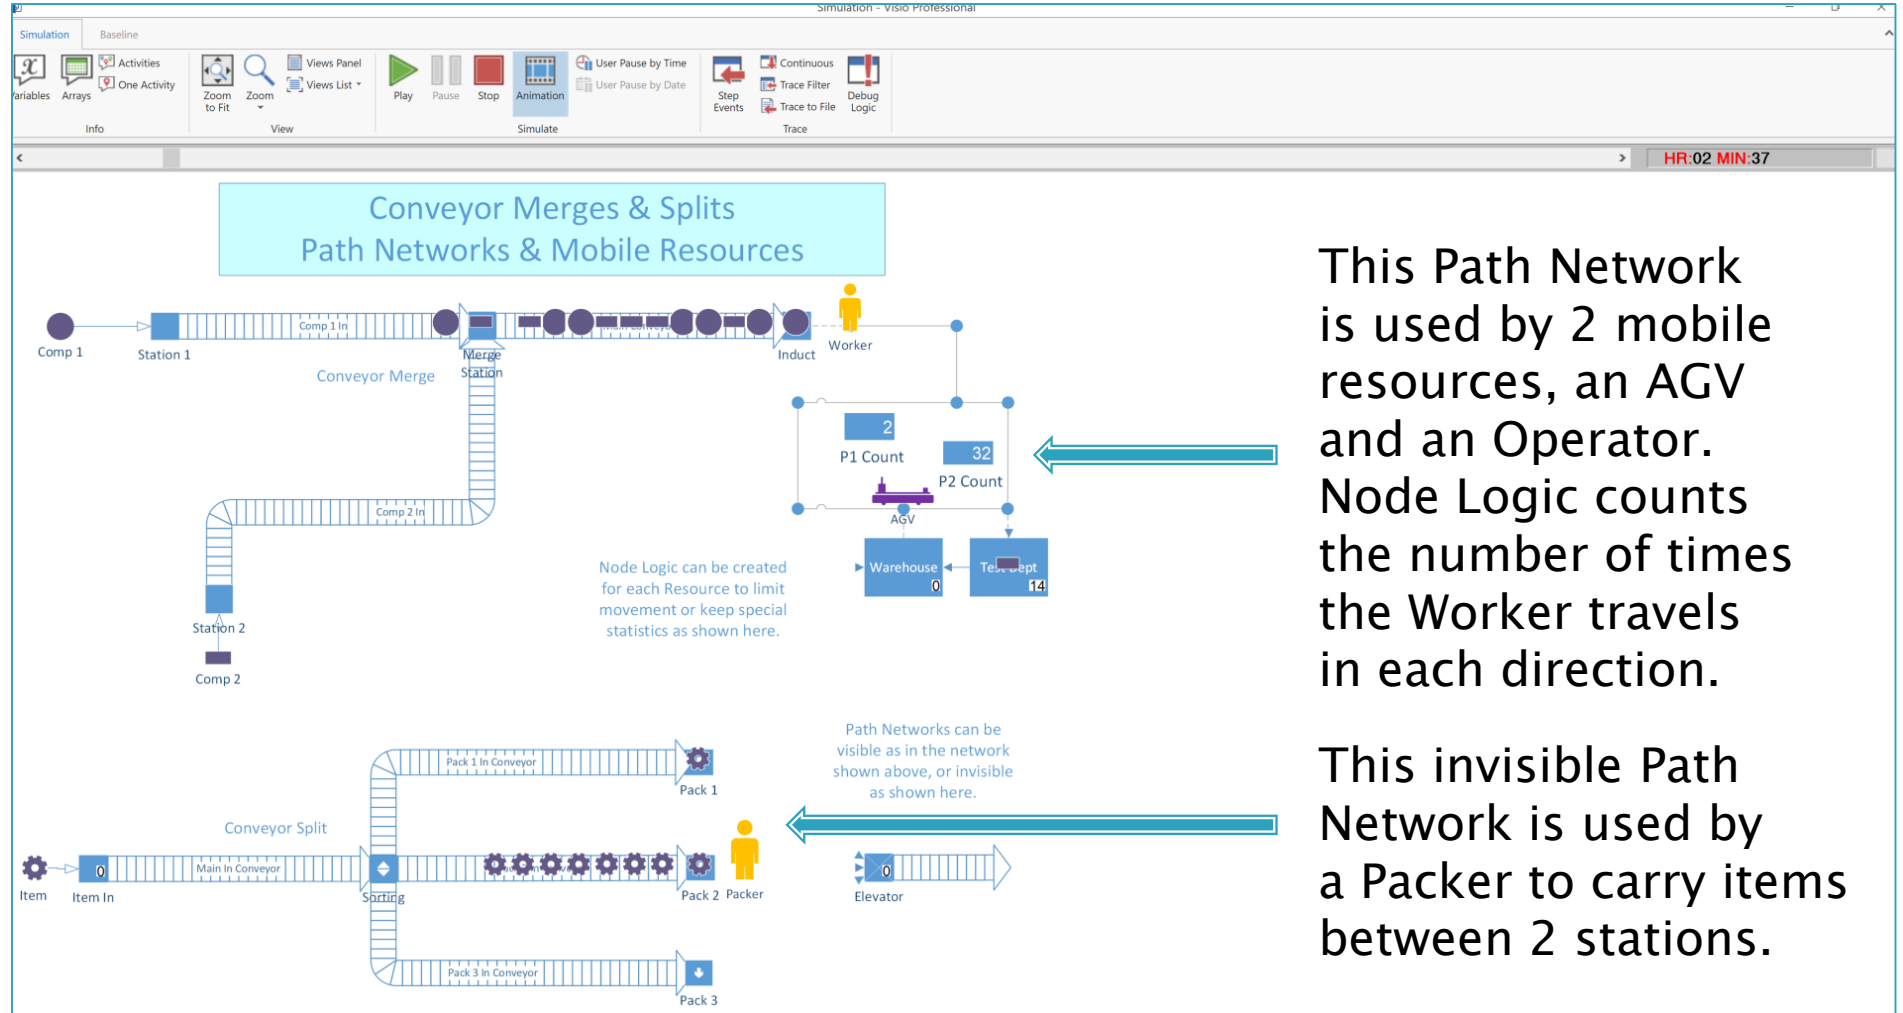 Simulation - Visio Professional
Simulation Baseline
Variables
Arrays
Activities
One Activity
Info
Zoom
to Fit
Zoom
Views Panel
Views List
View
Play
Pause
Stop
Animation
User Pause by Time
User Pause by Date
Simulate
Step
Events
Continuous
Trace Filter
Trace to File
Debug
Logic
Trace
HR:02 MIN:37
Conveyor Merges & Splits
Path Networks & Mobile Resources
Comp 1
Station 1
Comp 1 In
Merge
Station
Induct
Worker
Conveyor Merge
2
P1 Count
32
P2 Count
AGV
Comp 2 In
Warehouse
0
14
Node Logic can be created
for each Resource to limit
movement or keep special
statistics as shown here.
Station 2
Comp 2
This Path Network
is used by 2 mobile
resources, an AGV
and an Operator.
Node Logic counts
the number of times
the Worker travels
in each direction.
Path Networks can be
visible as in the network
shown above, or invisible
as shown here.
Pack 1 In Conveyor
Pack 1
Conveyor Split
Item
0
Item In
Main In Conveyor
Sorting
Pack 2
Packer
0
Elevator
Pack 3 In Conveyor
Pack 3
This invisible Path
Network is used by
a Packer to carry items
between 2 stations.